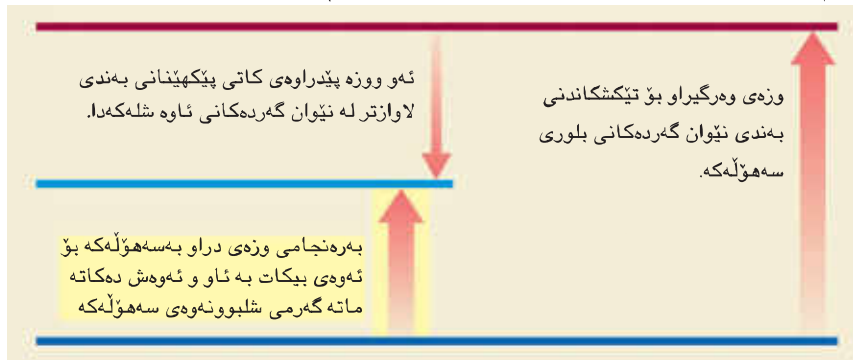 وزەی وەرگیراو بۆ تێکشکاندنی
بەندی نێوان گەردەکانی بلوری
سەهۆڵەکە.
ئەو ووزە پێدراوەی کاتی پێکهێنانی بەندی
لاوازتر لە نێوان گەردەکانی ئاوە شلەکەدا.
بەرەنجامی وزەی دراو بەسەهۆڵەکە بۆ
ئەوەی بیکات بە ئاو و ئەوەش دەکاتە
ماتە گەرمی شلبوونەوەی سەهۆڵەکە